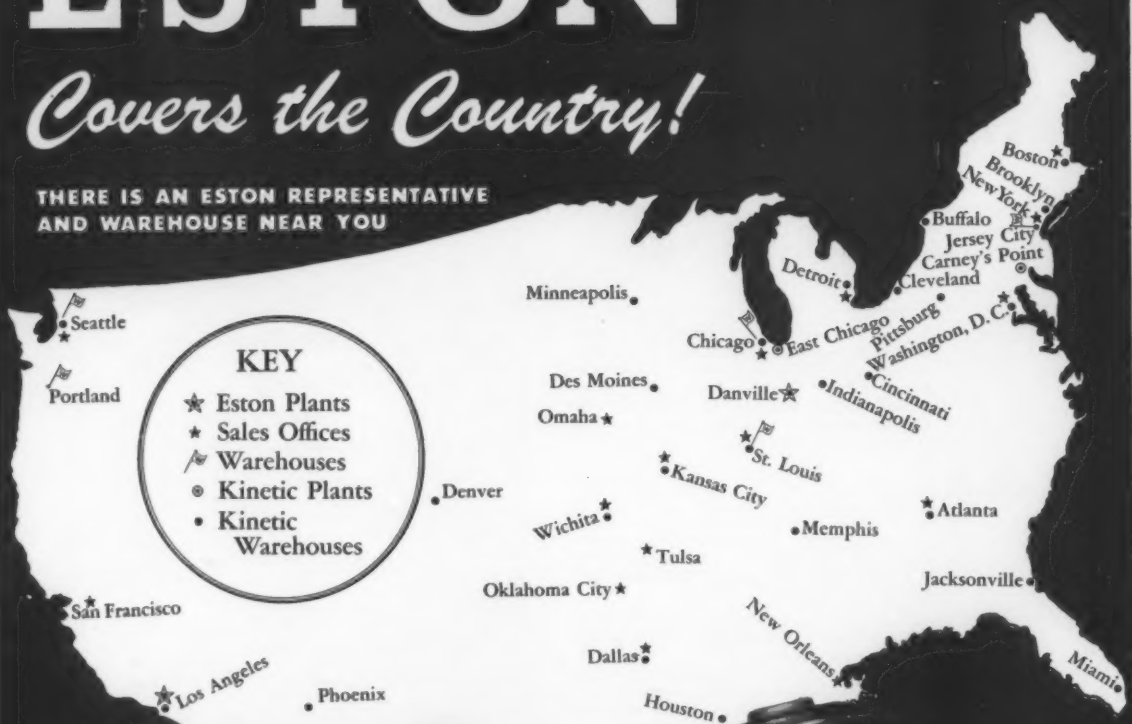 ESTON
Covers the Country!
THERE IS AN ESTON REPRESENTATIVE
AND WAREHOUSE NEAR YOU
Boston
Brooklyn
New York
Buffalo
Jersey City
Carney's Point
Detroit
Cleveland
Minneapolis
Pittsburg
Seattle
Chicago
East Chicago
Washington, D.C.
Portland
KEY
Eston Plants
Sales Offices
Warehouses
Kinetic Plants
Kinetic
Warehouses
Des Moines
Danville
Cincinnati
Indianapolis
Omaha
St. Louis
Kansas City
Denver
Wichita
Memphis
Atlanta
Tulsa
Oklahoma City
Jacksonville
San Francisco
New Orleans
Dallas
Los Angeles
Phoenix
Houston
Miami